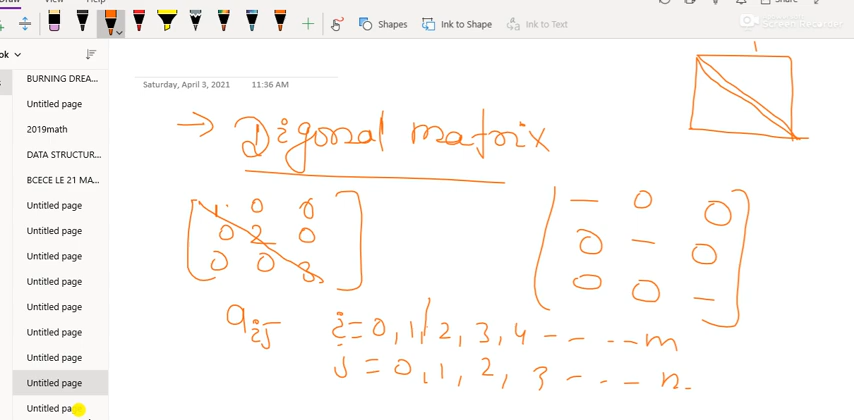 Draw
Share
Shapes
Ink to Shape
Ink to Text
Screen Recorder
ok
BURNING DREA...
Untitled page
2019math
DATA STRUCTUR...
BCECE LE 21 MA...
Untitled page
Untitled page
Untitled page
Untitled page
Untitled page
Untitled page
Untitled page
Untitled pa
Untitled page
Saturday, April 3, 2021 11:36 AM
→ Digonal matrix
1 0 0
0 2 0
0 0 3
— 0 0
0 — 0
0 0 —
aij i = 0, 1, 2, 3, 4 - - ... m
j = 0, 1, 2, 3 - - ... n.